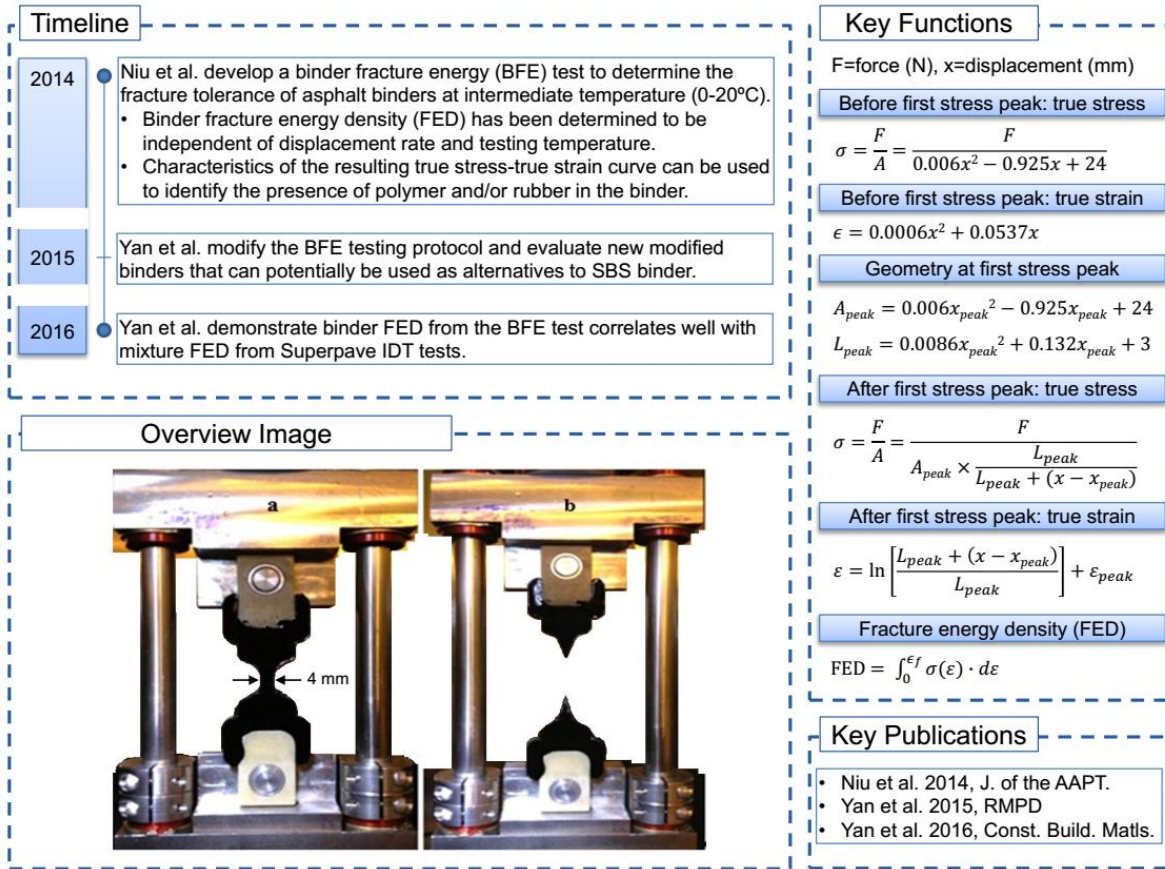 Timeline
2014
Niu et al. develop a binder fracture energy (BFE) test to determine the
fracture tolerance of asphalt binders at intermediate temperature (0-20ºC).
• Binder fracture energy density (FED) has been determined to be
independent of displacement rate and testing temperature.
• Characteristics of the resulting true stress-true strain curve can be used
to identify the presence of polymer and/or rubber in the binder.
2015
Yan et al. modify the BFE testing protocol and evaluate new modified
binders that can potentially be used as alternatives to SBS binder.
2016
Yan et al. demonstrate binder FED from the BFE test correlates well with
mixture FED from Superpave IDT tests.
Overview Image
a
b
4 mm
Key Functions
F=force (N), x=displacement (mm)
Before first stress peak: true stress
σ = F/A = F/(0.006x² − 0.925x + 24)
Before first stress peak: true strain
ϵ = 0.0006x² + 0.0537x
Geometry at first stress peak
A_peak = 0.006x_peak² − 0.925x_peak + 24
L_peak = 0.0086x_peak² + 0.132x_peak + 3
After first stress peak: true stress
σ = F/A = F/(A_peak × L_peak/(L_peak + (x − x_peak)))
After first stress peak: true strain
ε = ln[(L_peak + (x − x_peak))/L_peak] + ε_peak
Fracture energy density (FED)
FED = ∫₀^ϵf σ(ε) · dε
Key Publications
• Niu et al. 2014, J. of the AAPT.
• Yan et al. 2015, RMPD
• Yan et al. 2016, Const. Build. Matls.